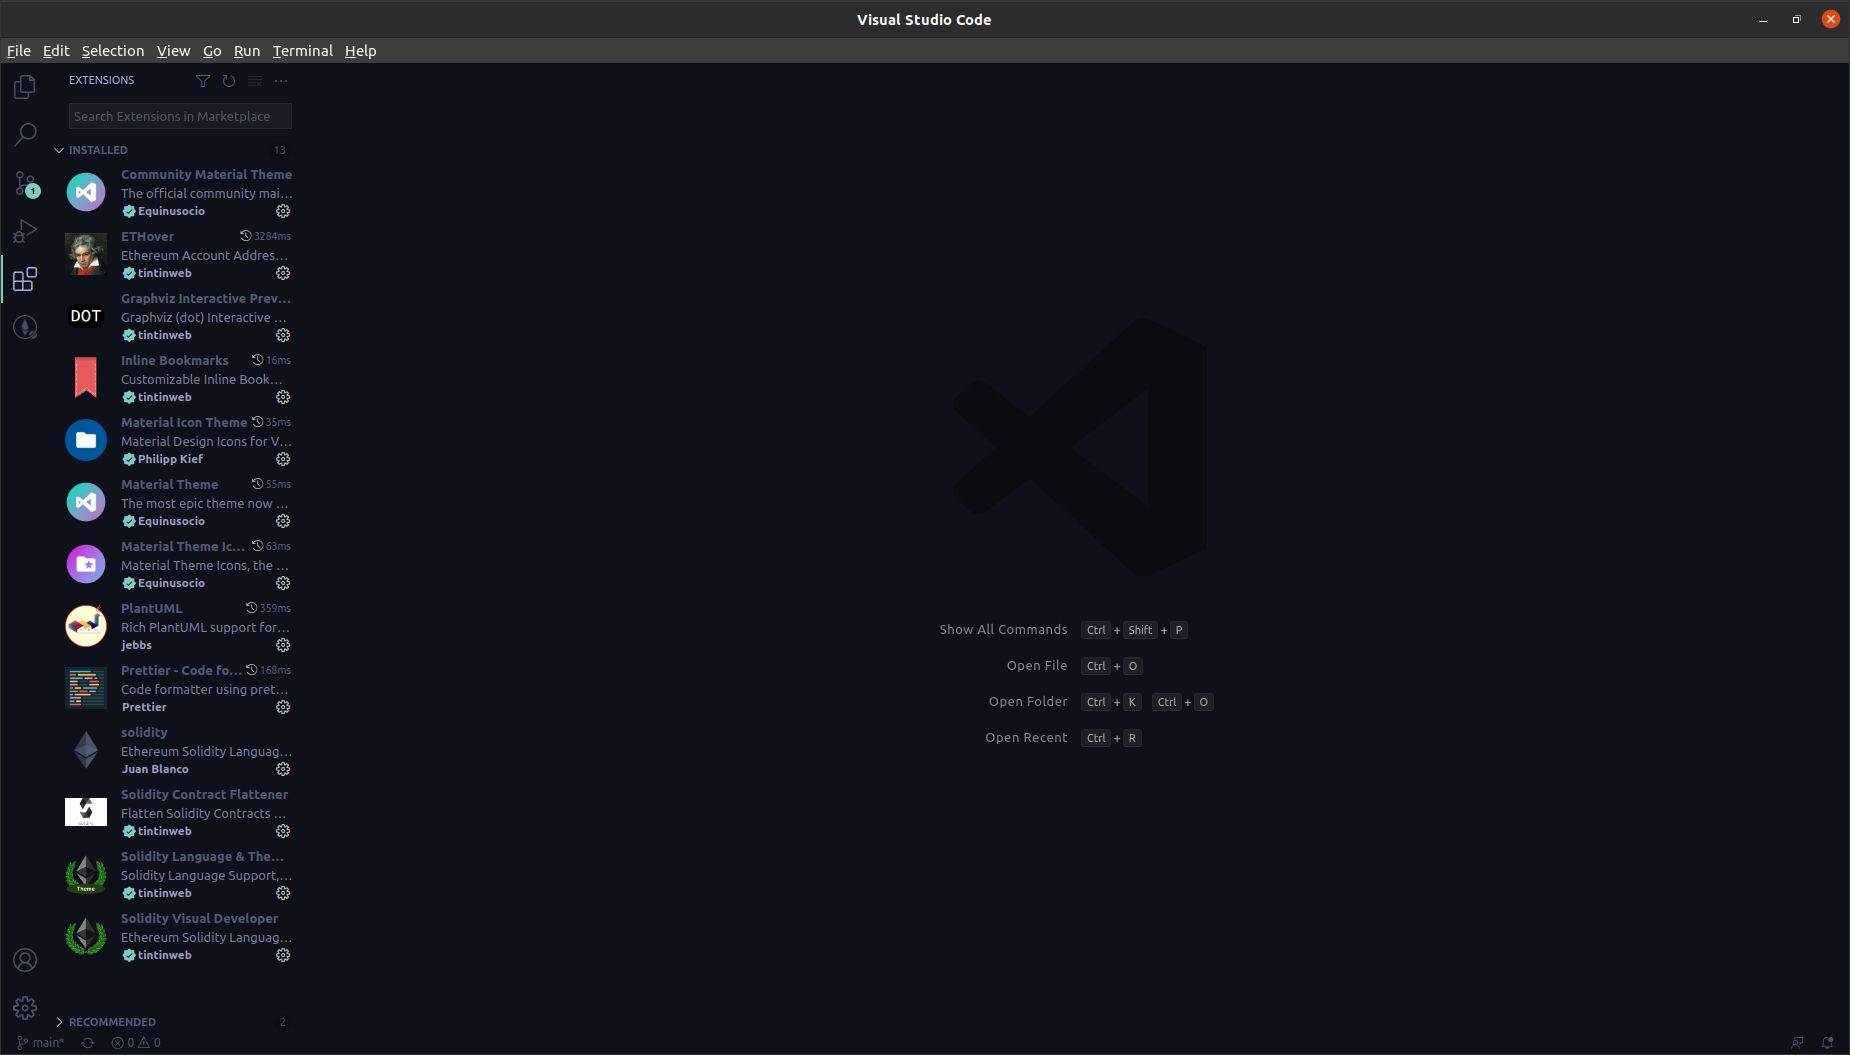 Visual Studio Code
File Edit Selection View Go Run Terminal Help
EXTENSIONS
Search Extensions in Marketplace
INSTALLED 13
Community Material Theme
The official community mai...
Equinusocio
ETHover 3284ms
Ethereum Account Addres...
tintinweb
DOT
Graphviz Interactive Prev...
Graphviz (dot) Interactive ...
tintinweb
Inline Bookmarks 16ms
Customizable Inline Book...
tintinweb
Material Icon Theme 35ms
Material Design Icons for V...
Philipp Kief
Material Theme 55ms
The most epic theme now ...
Equinusocio
Material Theme Ic... 63ms
Material Theme Icons, the ...
Equinusocio
PlantUML 359ms
Rich PlantUML support for...
jebbs
Prettier - Code fo... 168ms
Code formatter using pret...
Prettier
solidity
Ethereum Solidity Languag...
Juan Blanco
Solidity Contract Flattener
Flatten Solidity Contracts ...
tintinweb
solidity
Solidity Language & The...
Solidity Language Support,...
tintinweb
Theme
Solidity Visual Developer
Ethereum Solidity Languag...
tintinweb
RECOMMENDED 2
1
Show All Commands Ctrl + Shift + P
Open File Ctrl + O
Open Folder Ctrl + K Ctrl + O
Open Recent Ctrl + R
main* 0 0